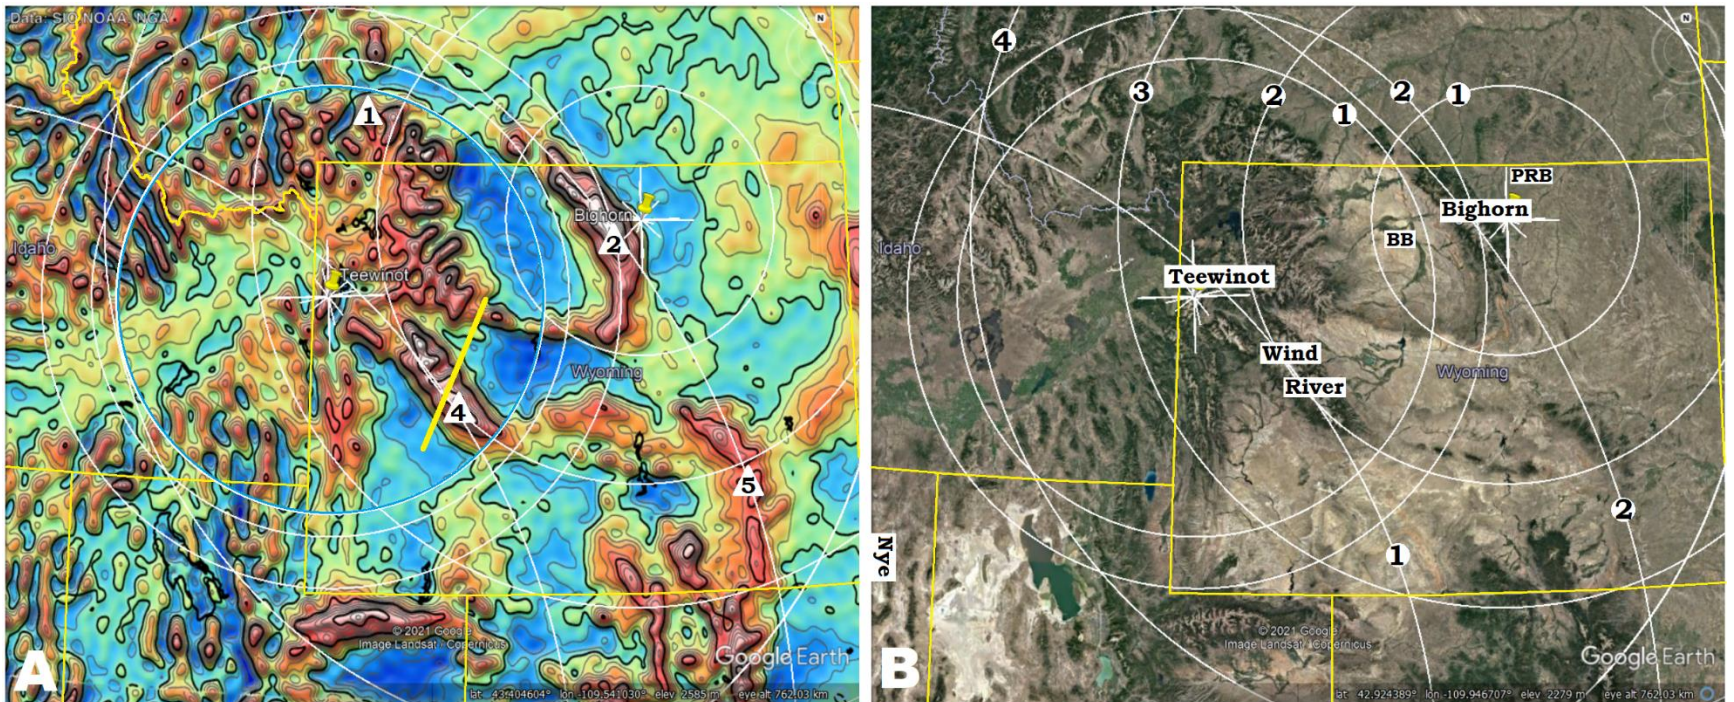 Data: SIO NOAA, NGA
N
1
Bighorn
2
Idaho
Teewinot
Wyoming
4
5
© 2021 Google
Image Landsat / Copernicus
Google Earth
A
lat 43.404604° lon -109.541030° elev 2585 m eye alt 762.03 km
N
4
3
2
1
2
1
PRB
Bighorn
BB
Idaho
Teewinot
Wind
River
Wyoming
2
1
Nye
© 2021 Google
Image Landsat / Copernicus
Google Earth
B
lat 42.924389° lon -109.946707° elev 2279 m eye alt 762.03 km